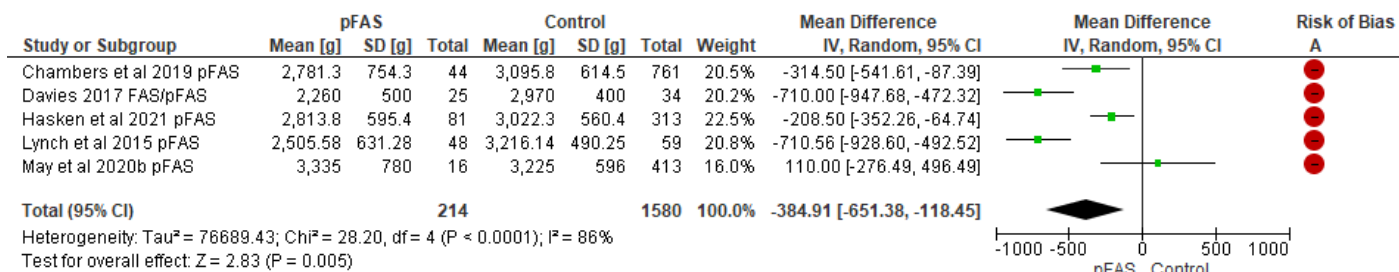 pFAS Control Mean Difference Mean Difference Risk of Bias
Study or Subgroup Mean [g] SD [g] Total Mean [g] SD [g] Total Weight IV, Random, 95% CI IV, Random, 95% CI A
Chambers et al 2019 pFAS 2,781.3 754.3 44 3,095.8 614.5 761 20.5% -314.50 [-541.61, -87.39]
Davies 2017 FAS/pFAS 2,260 500 25 2,970 400 34 20.2% -710.00 [-947.68, -472.32]
Hasken et al 2021 pFAS 2,813.8 595.4 81 3,022.3 560.4 313 22.5% -208.50 [-352.26, -64.74]
Lynch et al 2015 pFAS 2,505.58 631.28 48 3,216.14 490.25 59 20.8% -710.56 [-928.60, -492.52]
May et al 2020b pFAS 3,335 780 16 3,225 596 413 16.0% 110.00 [-276.49, 496.49]
Total (95% CI) 214 1580 100.0% -384.91 [-651.38, -118.45]
Heterogeneity: Tau² = 76689.43; Chi² = 28.20, df = 4 (P < 0.0001); I² = 86%
Test for overall effect: Z = 2.83 (P = 0.005)
-1000 -500 0 500 1000
pFAS Control